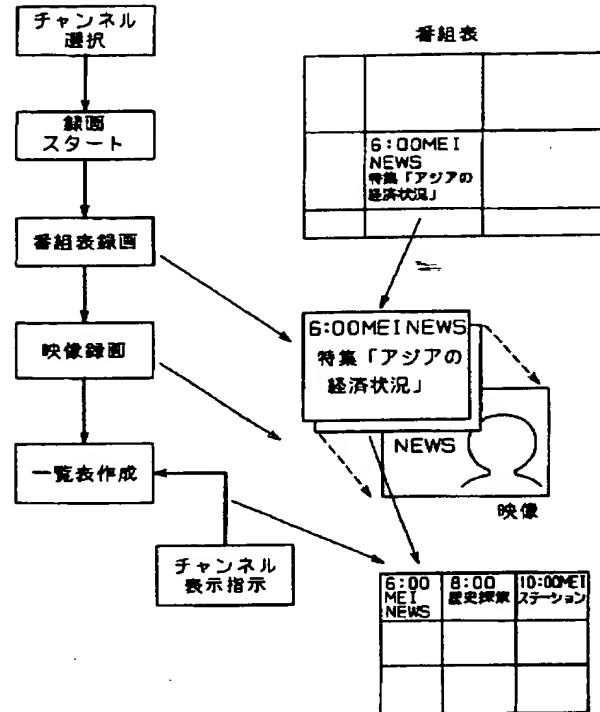 チャンネル
選択
録画
スタート
番組表録画
映像録画
一覧表作成
チャンネル
表示指示
番組表
6:00MEI
NEWS
特集「アジアの
経済状況」
6:00MEI NEWS
特集「アジアの
経済状況」
NEWS
映像
6:00
MEI
NEWS
8:00
歴史探索
10:00MEI
ステーション